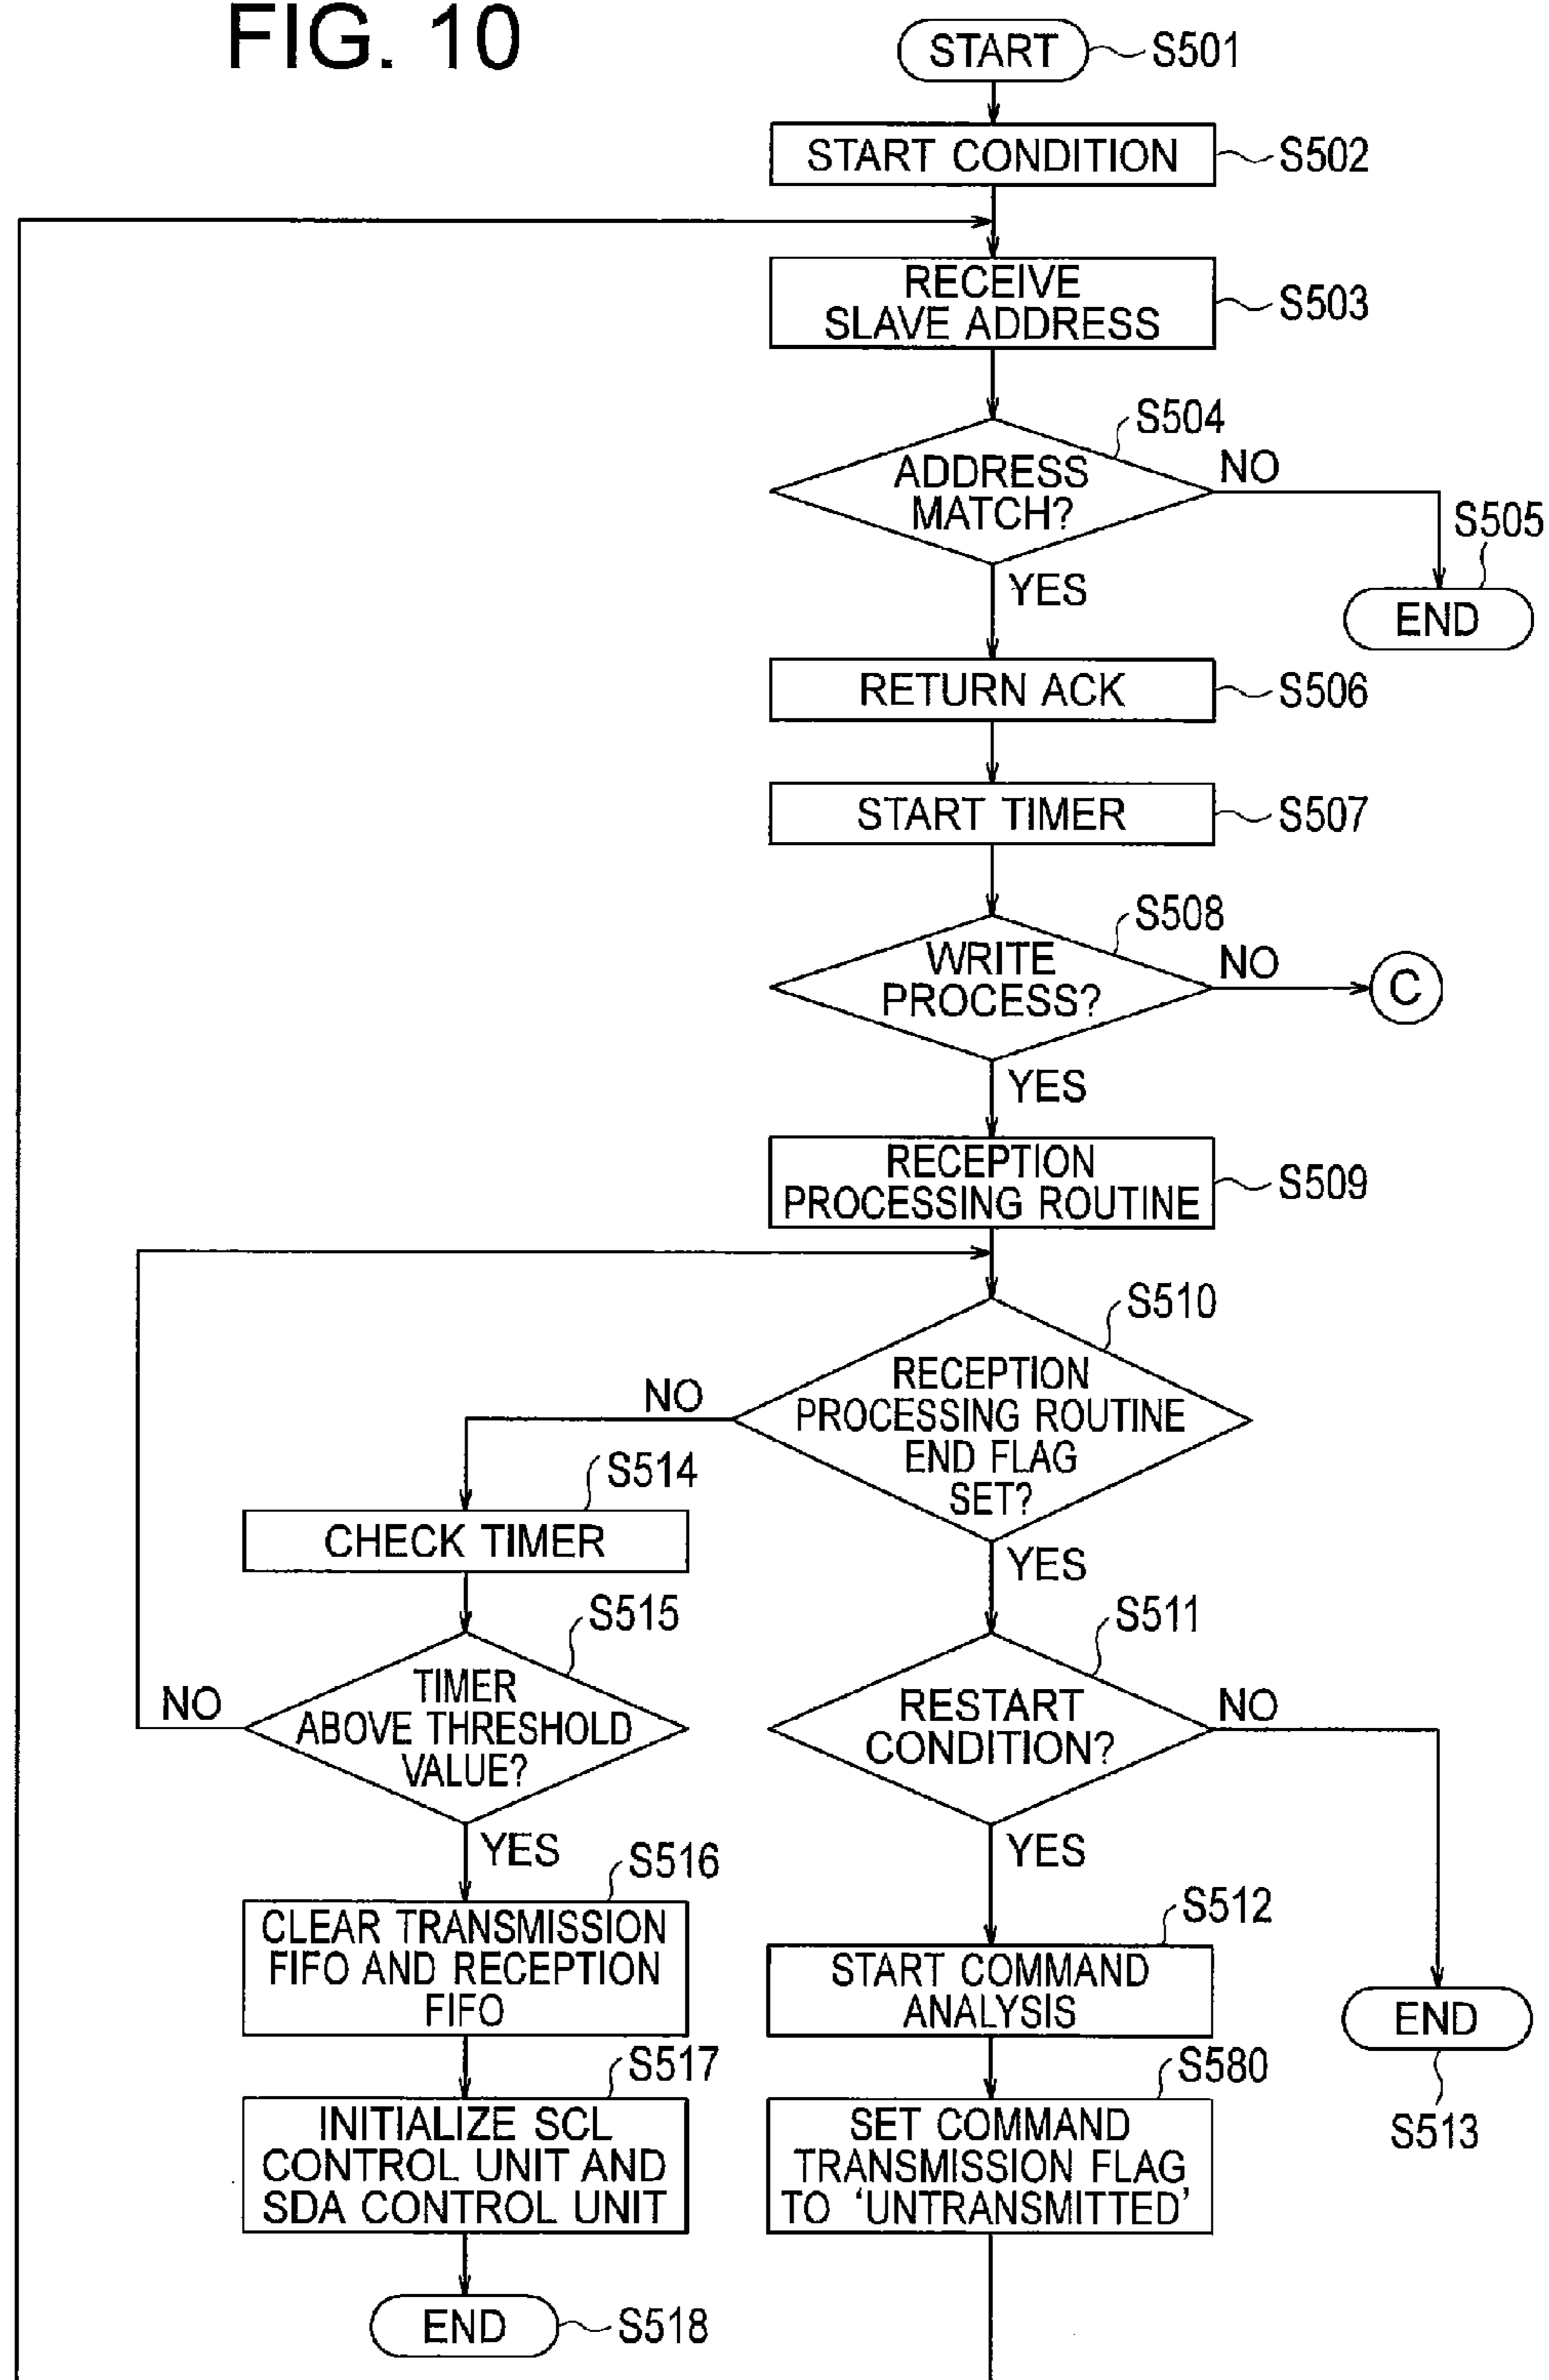 FIG. 10
START
S501
START CONDITION
S502
RECEIVE
SLAVE ADDRESS
S503
S504
ADDRESS
MATCH?
NO
S505
END
YES
RETURN ACK
S506
START TIMER
S507
S508
WRITE
PROCESS?
NO
C
YES
RECEPTION
PROCESSING ROUTINE
S509
S510
RECEPTION
PROCESSING ROUTINE
END FLAG
SET?
NO
YES
S514
CHECK TIMER
S515
TIMER
ABOVE THRESHOLD
VALUE?
NO
YES
S511
RESTART
CONDITION?
NO
YES
S516
CLEAR TRANSMISSION
FIFO AND RECEPTION
FIFO
S512
START COMMAND
ANALYSIS
END
S513
S517
INITIALIZE SCL
CONTROL UNIT AND
SDA CONTROL UNIT
S580
SET COMMAND
TRANSMISSION FLAG
TO 'UNTRANSMITTED'
END
S518